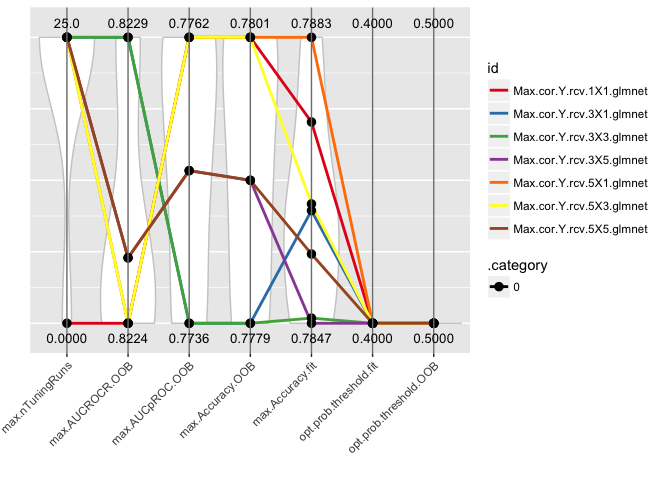 25.0 0.8229 0.7762 0.7801 0.7883 0.4000 0.5000
0.0000 0.8224 0.7736 0.7779 0.7847 0.4000 0.5000
max.nTuningRuns
max.AUCROCR.OOB
max.AUCpROC.OOB
max.Accuracy.OOB
max.Accuracy.fit
opt.prob.threshold.fit
opt.prob.threshold.OOB
id
Max.cor.Y.rcv.1X1.glmnet
Max.cor.Y.rcv.3X1.glmnet
Max.cor.Y.rcv.3X3.glmnet
Max.cor.Y.rcv.3X5.glmnet
Max.cor.Y.rcv.5X1.glmnet
Max.cor.Y.rcv.5X3.glmnet
Max.cor.Y.rcv.5X5.glmnet
.category
0